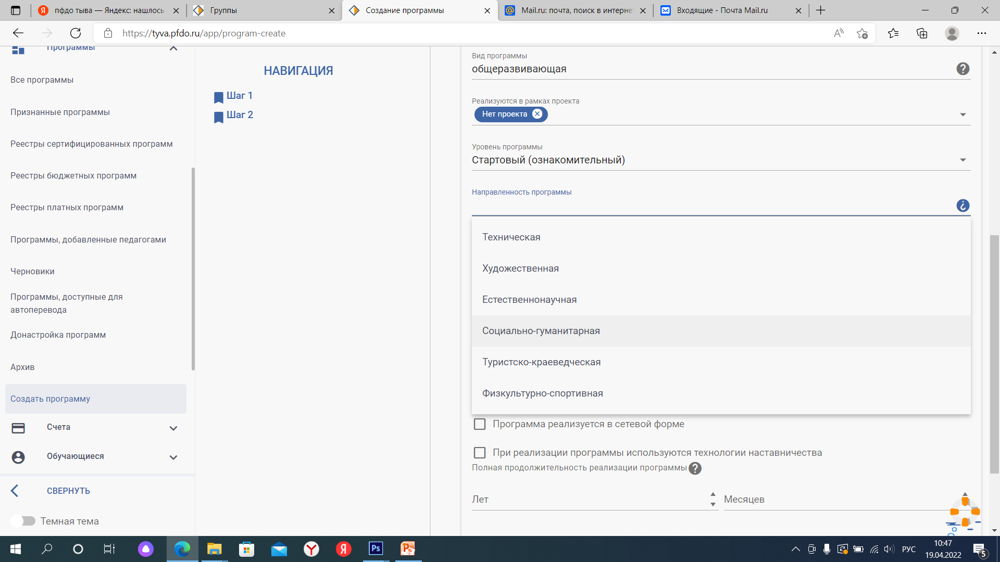 пфдо тыва — Яндекс: нашлось
Группы
Создание программы
Mail.ru: почта, поиск в интерне
Входящие - Почта Mail.ru
https://tyva.pfdo.ru/app/program-create
Программы
Все программы
Признанные программы
Реестры сертифицированных программ
Реестры бюджетных программ
Реестры платных программ
Программы, добавленные педагогами
Черновики
Программы, доступные для
автоперевода
Донастройка программ
Архив
Создать программу
Счета
Обучающиеся
СВЕРНУТЬ
Темная тема
НАВИГАЦИЯ
Шаг 1
Шаг 2
Вид программы
общеразвивающая
Реализуются в рамках проекта
Нет проекта
Уровень программы
Стартовый (ознакомительный)
Направленность программы
Техническая
Художественная
Естественнонаучная
Социально-гуманитарная
Туристско-краеведческая
Физкультурно-спортивная
Программа реализуется в сетевой форме
При реализации программы используются технологии наставничества
Полная продолжительность реализации программы
Лет
Месяцев
РУС
10:47
19.04.2022
5